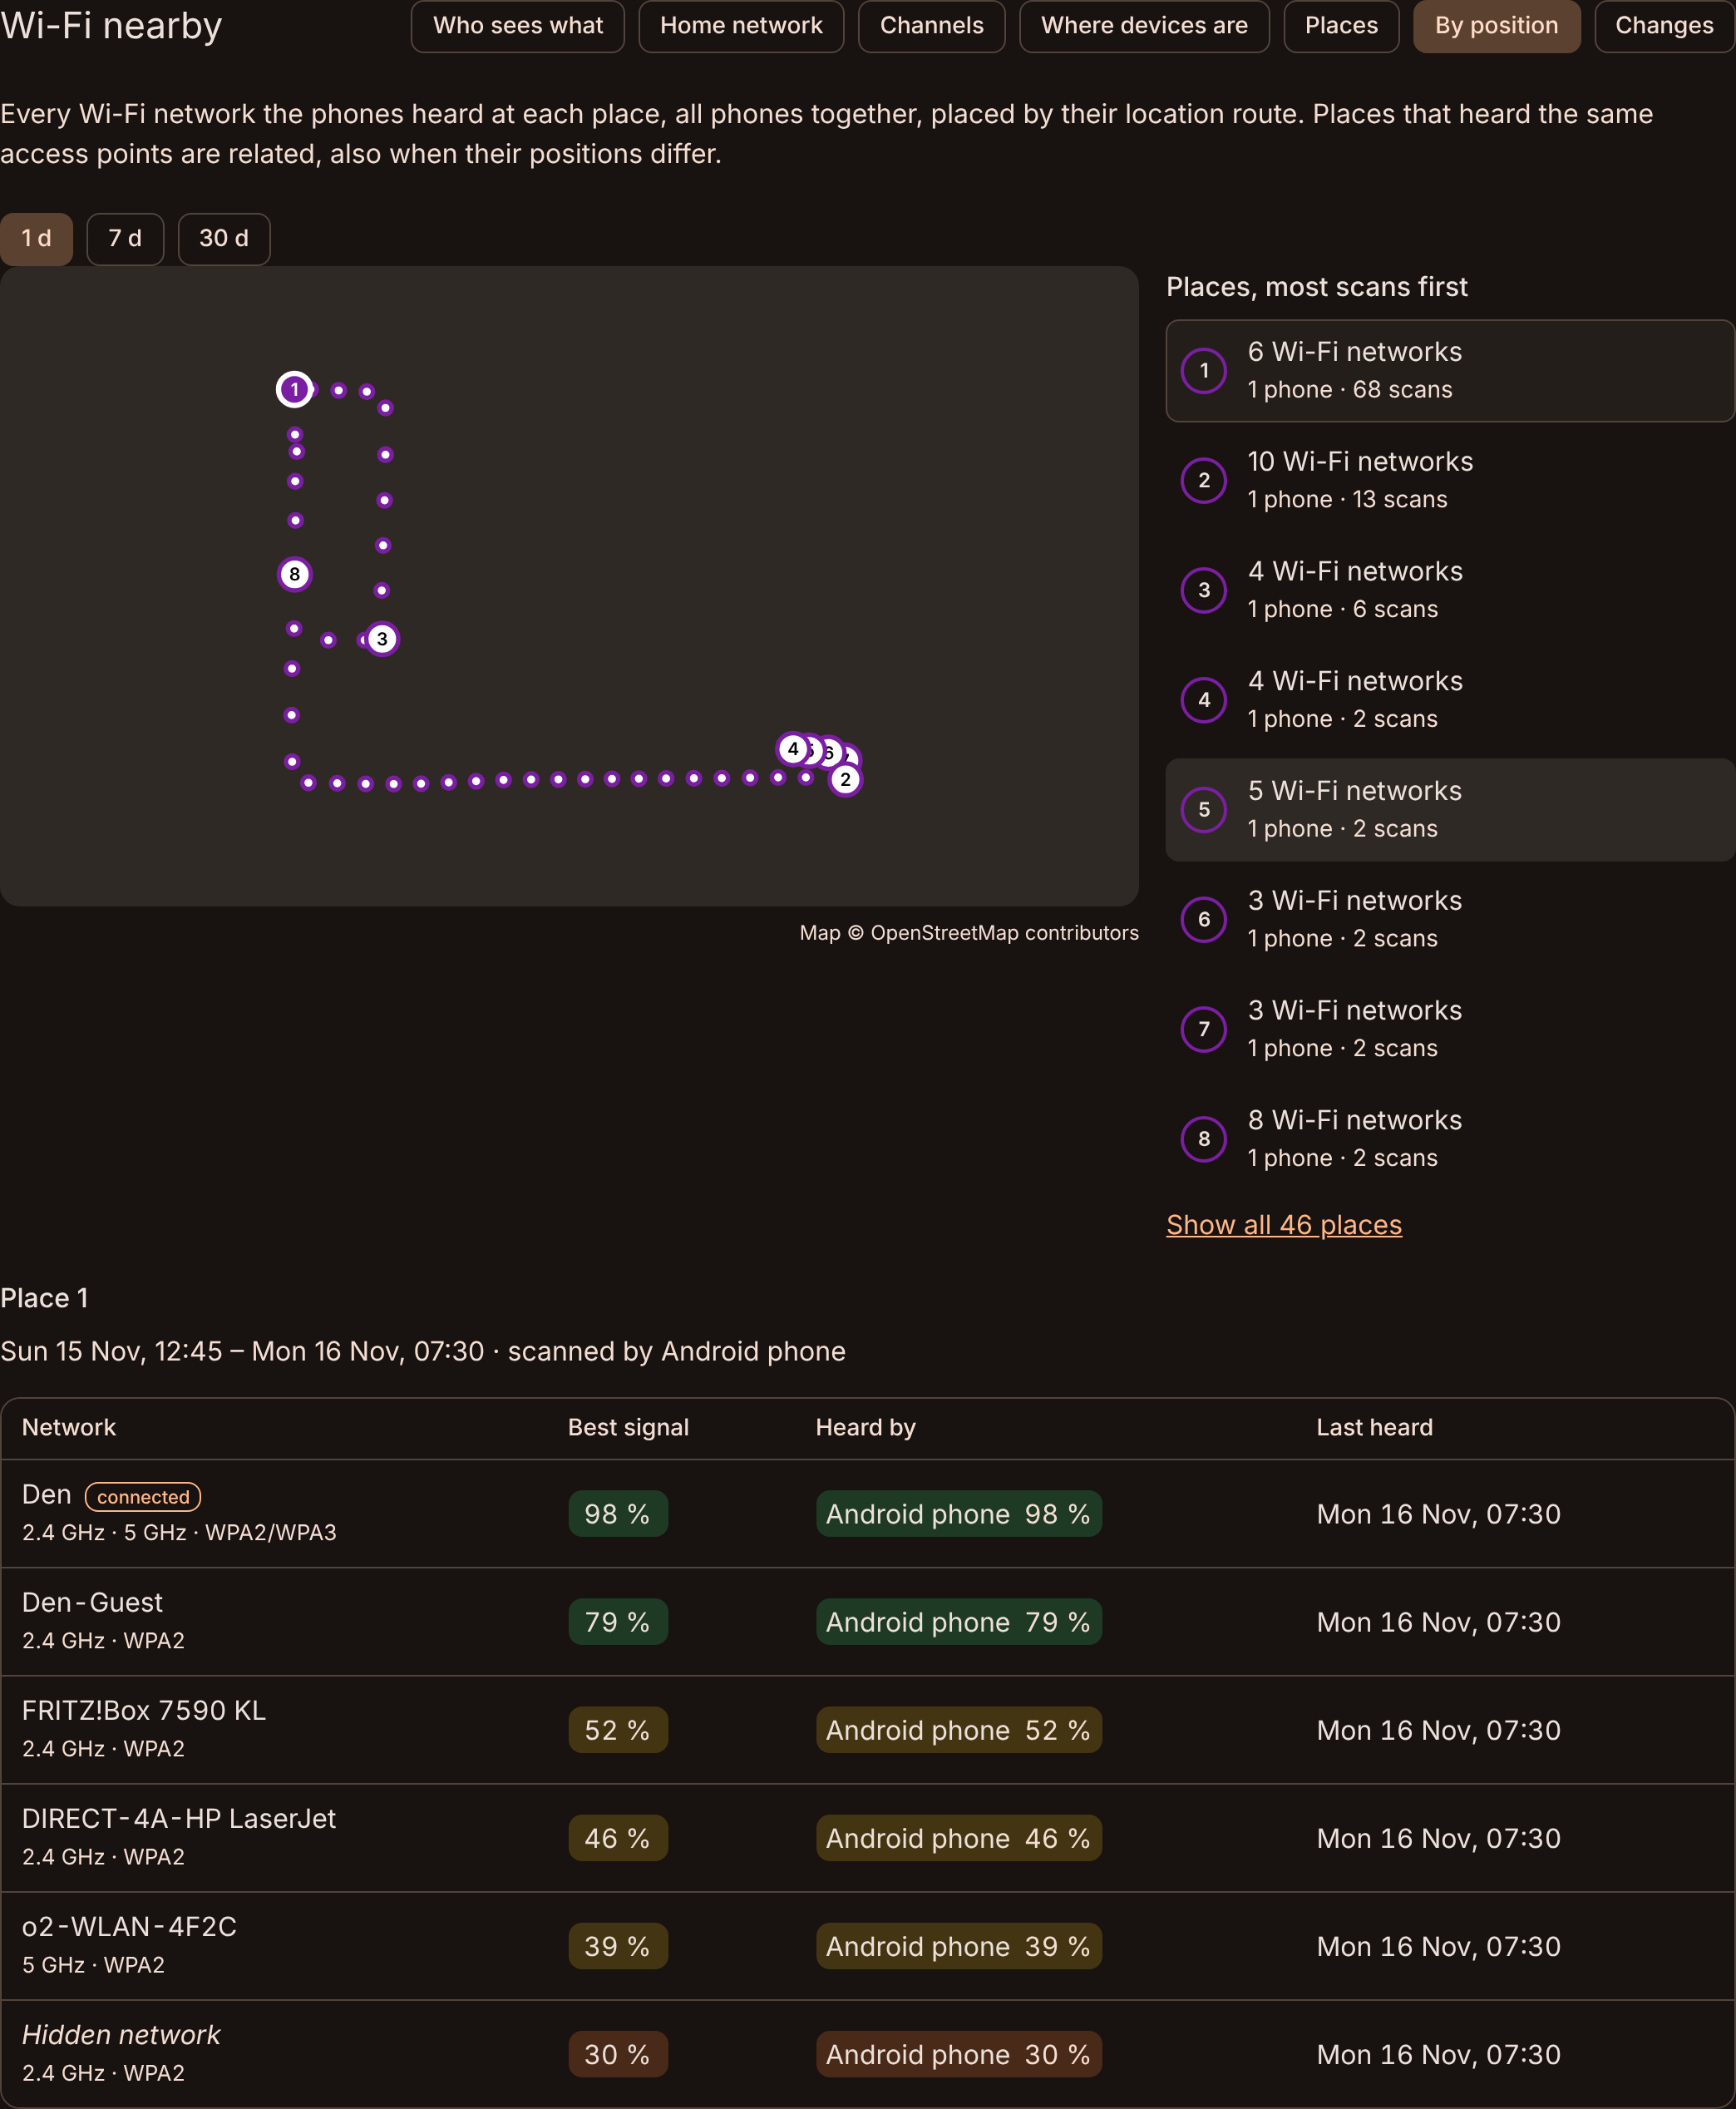 Wi-Fi nearby
Who sees what
Home network
Channels
Where devices are
Places
By position
Changes
Every Wi-Fi network the phones heard at each place, all phones together, placed by their location route. Places that heard the same
access points are related, also when their positions differ.
1 d
7 d
30 d
1
8
3
4
5
6
2
Map © OpenStreetMap contributors
Places, most scans first
1
6 Wi-Fi networks
1 phone · 68 scans
2
10 Wi-Fi networks
1 phone · 13 scans
3
4 Wi-Fi networks
1 phone · 6 scans
4
4 Wi-Fi networks
1 phone · 2 scans
5
5 Wi-Fi networks
1 phone · 2 scans
6
3 Wi-Fi networks
1 phone · 2 scans
7
3 Wi-Fi networks
1 phone · 2 scans
8
8 Wi-Fi networks
1 phone · 2 scans
Show all 46 places
Place 1
Sun 15 Nov, 12:45 – Mon 16 Nov, 07:30 · scanned by Android phone
Network Best signal Heard by Last heard
Den connected
2.4 GHz · 5 GHz · WPA2/WPA3
98 % Android phone 98 % Mon 16 Nov, 07:30
Den-Guest
2.4 GHz · WPA2
79 % Android phone 79 % Mon 16 Nov, 07:30
FRITZ!Box 7590 KL
2.4 GHz · WPA2
52 % Android phone 52 % Mon 16 Nov, 07:30
DIRECT-4A-HP LaserJet
2.4 GHz · WPA2
46 % Android phone 46 % Mon 16 Nov, 07:30
o2-WLAN-4F2C
5 GHz · WPA2
39 % Android phone 39 % Mon 16 Nov, 07:30
Hidden network
2.4 GHz · WPA2
30 % Android phone 30 % Mon 16 Nov, 07:30